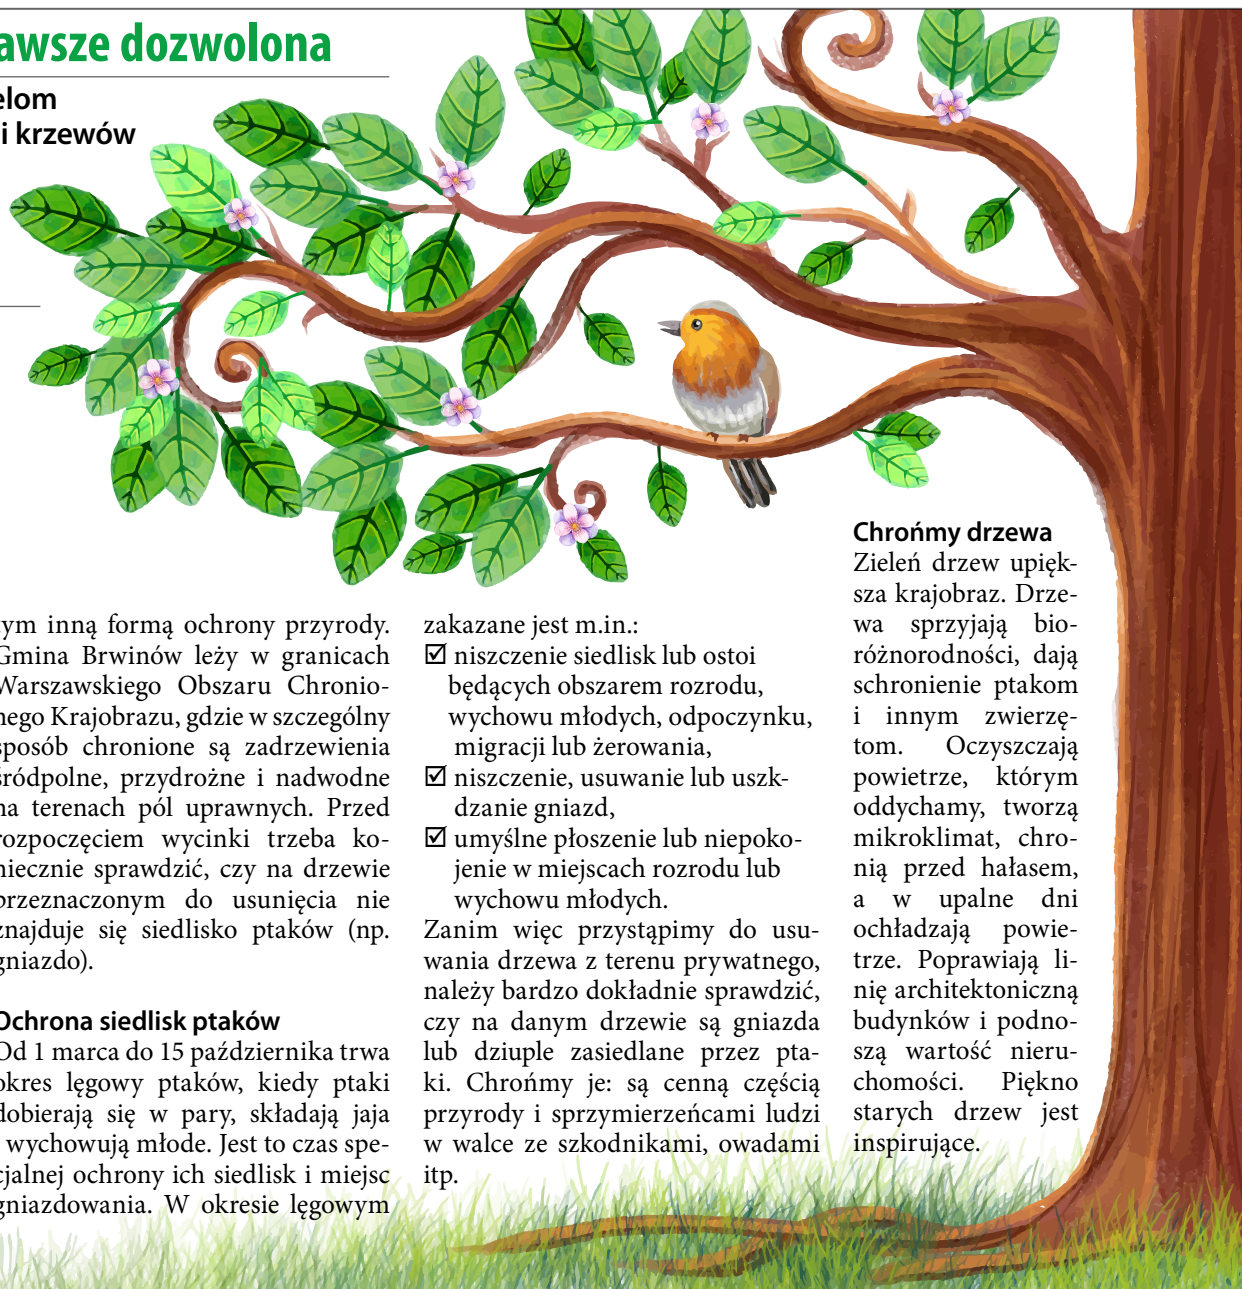 awsze dozwolona
elom
i krzewów
tym inną formą ochrony przyrody.
Gmina Brwinów leży w granicach
Warszawskiego Obszaru Chronio-
nego Krajobrazu, gdzie w szczególny
sposób chronione są zadrzewienia
śródpolne, przydrożne i nadwodne
na terenach pól uprawnych. Przed
rozpoczęciem wycinki trzeba ko-
niecznie sprawdzić, czy na drzewie
przeznaczonym do usunięcia nie
znajduje się siedlisko ptaków (np.
gniazdo).
Ochrona siedlisk ptaków
Od 1 marca do 15 października trwa
okres lęgowy ptaków, kiedy ptaki
dobierają się w pary, składają jaja
i wychowują młode. Jest to czas spe-
cjalnej ochrony ich siedlisk i miejsc
gniazdowania. W okresie lęgowym
zakazane jest m.in.:
☑ niszczenie siedlisk lub ostoi
będących obszarem rozrodu,
wychowu młodych, odpoczynku,
migracji lub żerowania,
☑ niszczenie, usuwanie lub uszk-
dzanie gniazd,
☑ umyślne płoszenie lub niepoko-
jenie w miejscach rozrodu lub
wychowu młodych.
Zanim więc przystąpimy do usu-
wania drzewa z terenu prywatnego,
należy bardzo dokładnie sprawdzić,
czy na danym drzewie są gniazda
lub dziuple zasiedlane przez pta-
ki. Chrońmy je: są cenną częścią
przyrody i sprzymierzeńcami ludzi
w walce ze szkodnikami, owadami
itp.
Chrońmy drzewa
Zieleń drzew upięk-
sza krajobraz. Drze-
wa sprzyjają bio-
różnorodności, dają
schronienie ptakom
i innym zwierzę-
tom. Oczyszczają
powietrze, którym
oddychamy, tworzą
mikroklimat, chro-
nią przed hałasem,
a w upalne dni
ochładzają powie-
trze. Poprawiają li-
nię architektoniczną
budynków i podno-
szą wartość nieru-
chomości. Piękno
starych drzew jest
inspirujące.